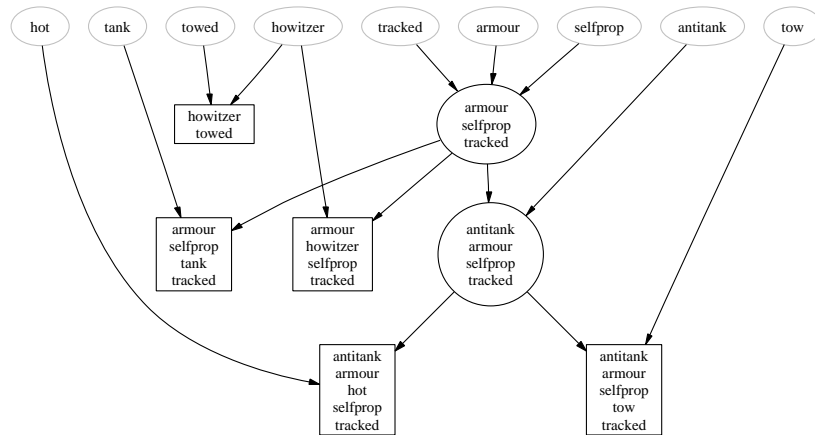 hot
tank
towed
howitzer
tracked
armour
selfprop
antitank
tow
howitzer
towed
armour
selfprop
tracked
armour
selfprop
tank
tracked
armour
howitzer
selfprop
tracked
antitank
armour
selfprop
tracked
antitank
armour
hot
selfprop
tracked
antitank
armour
selfprop
tow
tracked